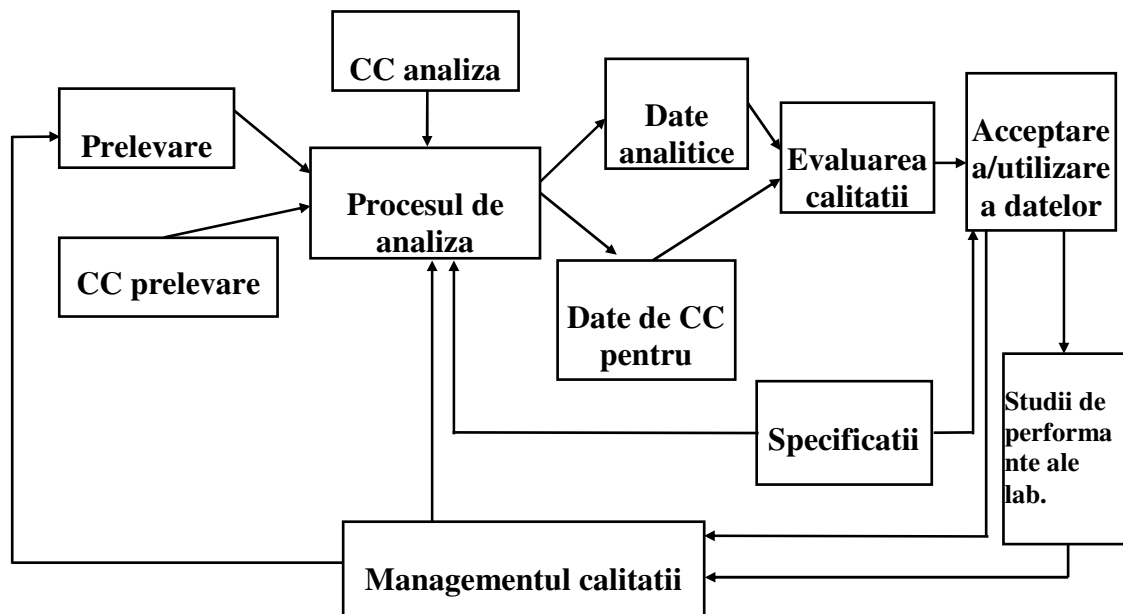 CC analiza
Prelevare
CC prelevare
Procesul de
analiza
Date
analitice
Date de CC
pentru
Evaluarea
calitatii
Acceptare
a/utilizare
a datelor
Specificatii
Studii de
performa
nte ale
lab.
Managementul calitatii